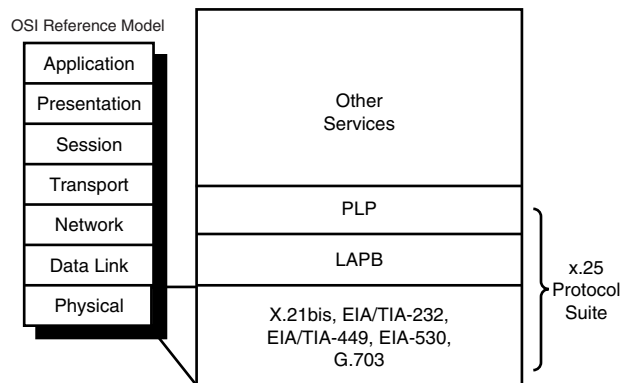 OSI Reference Model
Application
Presentation
Session
Transport
Network
Data Link
Physical
Other
Services
PLP
LAPB
X.21bis, EIA/TIA-232,
EIA/TIA-449, EIA-530,
G.703
x.25
Protocol
Suite